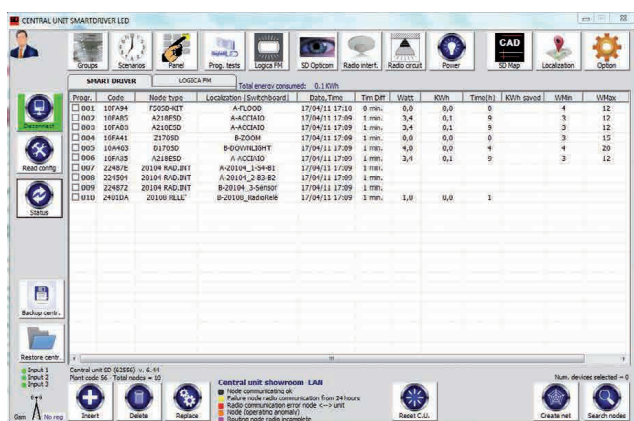 CENTRAL UNIT SMARTDRIVER LED
Groups Scenarios Panel Prog. tests Logica FM SD Opticom Radio interf. Radio circuit Power CAD SD Map Localization Option
SMART DRIVER LOGICA FM Total energy consumed: 0.1 KWh
Progr. Code Node type Localization (Switchboard) Date,Time Tim Diff Watt KWh Time(h) KWh saved WMin WMax
001 10FA94 F505D-KIT A-FLOOD 17/04/11 17:10 0 min. 0,0 0,0 0 4 12
002 10FAB5 A218ESD A-ACCIAIO 17/04/11 17:09 1 min. 3,4 0,1 9 3 12
003 A-ACCIAIO 17/04/11 17:09 1 min. 3,4 0,1 9 3 12
004 10FA41 Z170SD B-ZOOM 17/04/11 17:09 1 min. 0,0 0,0 0 3 15
005 10A463 D170SD B-DOWNLIGHT 17/04/11 17:09 1 min. 4,0 0,0 4 4 20
006 10FA35 A218ESD A-ACCIAIO 17/04/11 17:09 1 min. 3,4 0,1 9 3 12
007 22487E 20104 RAD.INT A-20104_1-S4-B1 17/04/11 17:09 1 min.
008 224504 20104 RAD.INT A-20104_2-B3-B2 17/04/11 17:09 1 min.
009 224872 20104 RAD.INT B-20104_3-Sensor 17/04/11 17:09 1 min.
010 2401DA 20108 RELE' B-20108_RadioRelè 17/04/11 17:09 1 min. 1,0 0,0 1
Disconnect
Read config
Status
Backup centr.
Restore centr.
Input 1
Input 2
Input 3
Central unit SD (62556) v. 6.44
Plant code 56 - Total nodes = 10
Central unit showroom LAN
Num. devices selected = 0
Node communicating ok
Failure node radio communication from 24 hours
Radio communication error node <--> unit
Node (operating anomaly)
Routing node radio incomplete
Gsm No reg Insert Delete Replace Reset C.U. Create net Search nodes